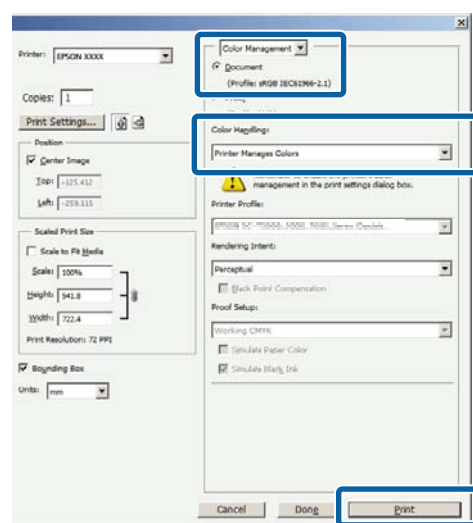 Printer: EPSON XXXX
Copies: 1
Print Settings...
Position
Center Image
Top: -125.412
Left: -259.115
Scaled Print Size
Scale to Fit Media
Scale: 100%
Height: 541.8
Width: 722.4
Print Resolution: 72 PPI
Bounding Box
Units: mm
Color Management
Document
(Profile: sRGB IEC61966-2.1)
Color Handling:
Printer Manages Colors
management in the print settings dialog box.
Printer Profile:
Rendering Intent:
Perceptual
Black Point Compensation
Proof Setup:
Working CMYK
Simulate Paper Color
Simulate Black Ink
Cancel
Done
Print